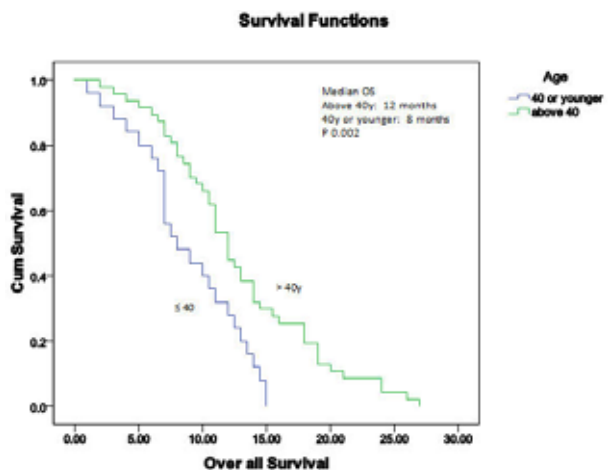 Survival Functions
Median OS
Above 40y: 12 months
40y or younger: 8 months
P 0.002
Age
40 or younger
above 40
Cum Survival
1.0
0.8
0.6
0.4
0.2
0.0
> 40y
≤ 40
0.00 5.00 10.00 15.00 20.00 25.00 30.00
Over all Survival